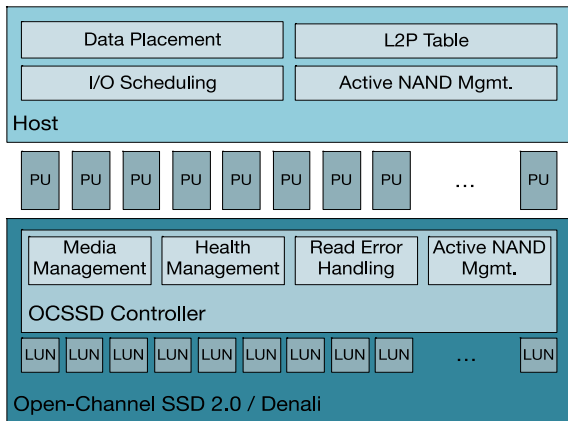 Data Placement
L2P Table
I/O Scheduling
Active NAND Mgmt.
Host
PU PU PU PU PU PU PU PU ... PU
Media Management
Health Management
Read Error Handling
Active NAND Mgmt.
OCSSD Controller
LUN LUN LUN LUN LUN LUN LUN LUN LUN ... LUN
Open-Channel SSD 2.0 / Denali